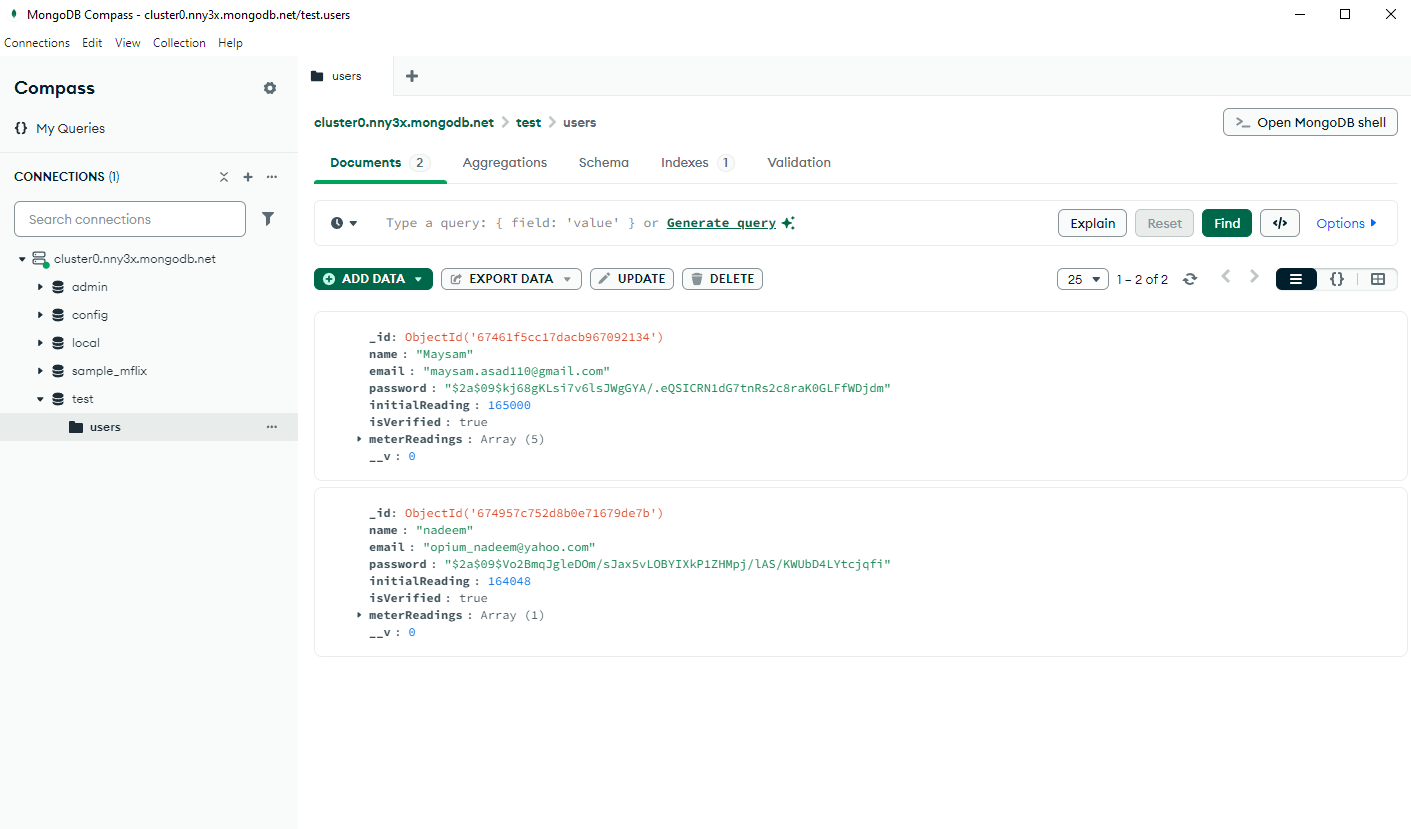 MongoDB Compass - cluster0.nny3x.mongodb.net/test.users
Connections Edit View Collection Help
Compass
{} My Queries
CONNECTIONS (1)
Search connections
cluster0.nny3x.mongodb.net
admin
config
local
sample_mflix
test
users
users
cluster0.nny3x.mongodb.net > test > users
>_ Open MongoDB shell
Documents 2 Aggregations Schema Indexes 1 Validation
Type a query: { field: 'value' } or Generate query
Explain Reset Find </> Options
ADD DATA EXPORT DATA UPDATE DELETE
25 1 – 2 of 2 {}
_id: ObjectId('67461f5cc17dacb967092134')
name : "Maysam"
email : "maysam.asad110@gmail.com"
password : "$2a$09$kj68gKLsi7v6lsJWgGYA/.eQSICRN1dG7tnRs2c8raK0GLFfWDjdm"
initialReading : 165000
isVerified : true
meterReadings : Array (5)
__v : 0
_id: ObjectId('674957c752d8b0e71679de7b')
name : "nadeem"
email : "opium_nadeem@yahoo.com"
password : "$2a$09$Vo2BmqJgleDOm/sJax5vLOBYIXkP1ZHMpj/lAS/KWUbD4LYtcjqfi"
initialReading : 164048
isVerified : true
meterReadings : Array (1)
__v : 0